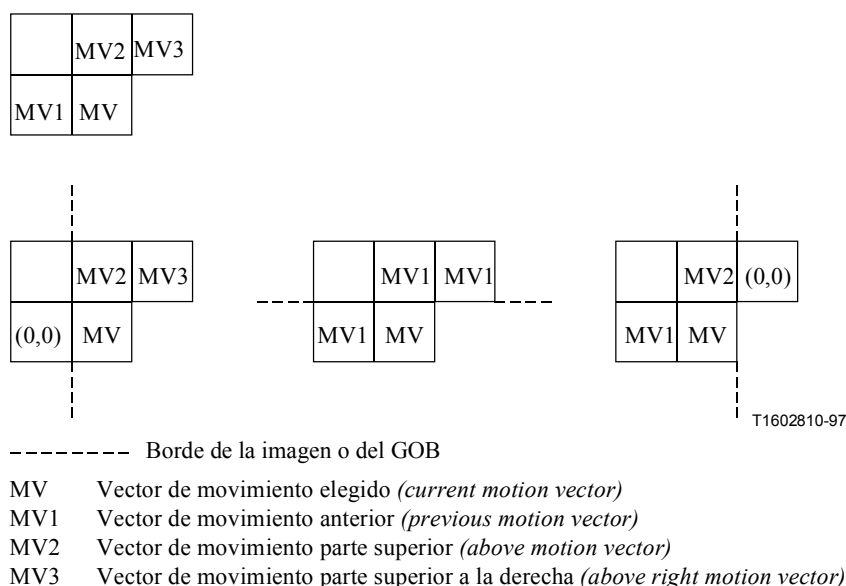 MV2 MV3
MV1 MV
MV2 MV3 MV1 MV1 MV2 (0,0)
(0,0) MV MV1 MV MV1 MV
T1602810-97
Borde de la imagen o del GOB
MV Vector de movimiento elegido (current motion vector)
MV1 Vector de movimiento anterior (previous motion vector)
MV2 Vector de movimiento parte superior (above motion vector)
MV3 Vector de movimiento parte superior a la derecha (above right motion vector)